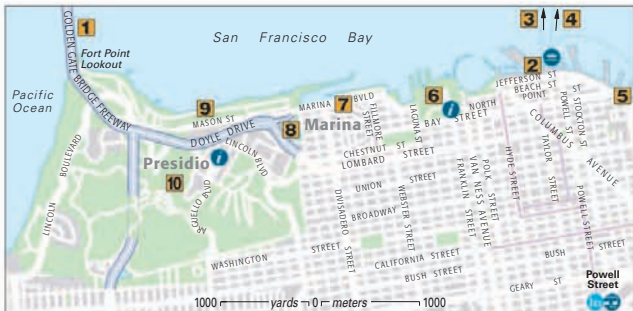 3 4
1
GOLDEN GATE BRIDGE FREEWAY
Fort Point
Lookout
San Francisco Bay
2
Pacific
Ocean
JEFFERSON ST
BEACH ST
POINT
NORTH
9
MASON ST
MARINA BVLD
7
6
5
DOYLE DRIVE
8
Marina
FILLMORE
STREET
LAGUNA ST
BAY STREET
i
POWELL ST
STOCKTON ST
COLUMBUS AVENUE
Presidio
i
LINCOLN BLVD
CHESTNUT ST
LOMBARD STREET
10
ARGUELLO BLVD
LINCOLN BOULEVARD
UNION STREET
BROADWAY
DIVISADERO STREET
WEBSTER STREET
FRANKLIN STREET
VAN NESS AVENUE
POLK STREET
HYDE STREET
TAYLOR STREET
POWELL STREET
WASHINGTON STREET
CALIFORNIA STREET
BUSH STREET
BUSH STREET
GEARY ST
Powell
Street
1000 yards 0 meters 1000